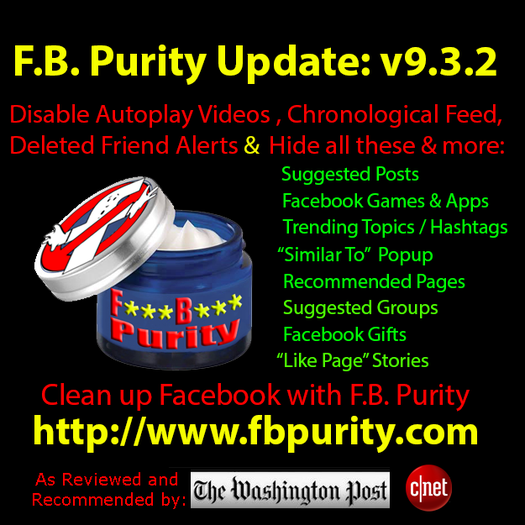 F.B. Purity Update: v9.3.2
Disable Autoplay Videos , Chronological Feed,
Deleted Friend Alerts & Hide all these & more:
Suggested Posts
Facebook Games & Apps
Trending Topics / Hashtags
“Similar To” Popup
Recommended Pages
Suggested Groups
Facebook Gifts
“Like Page” Stories
F***B***
Purity
Clean up Facebook with F.B. Purity
http://www.fbpurity.com
As Reviewed and
Recommended by:
The Washington Post
c|net